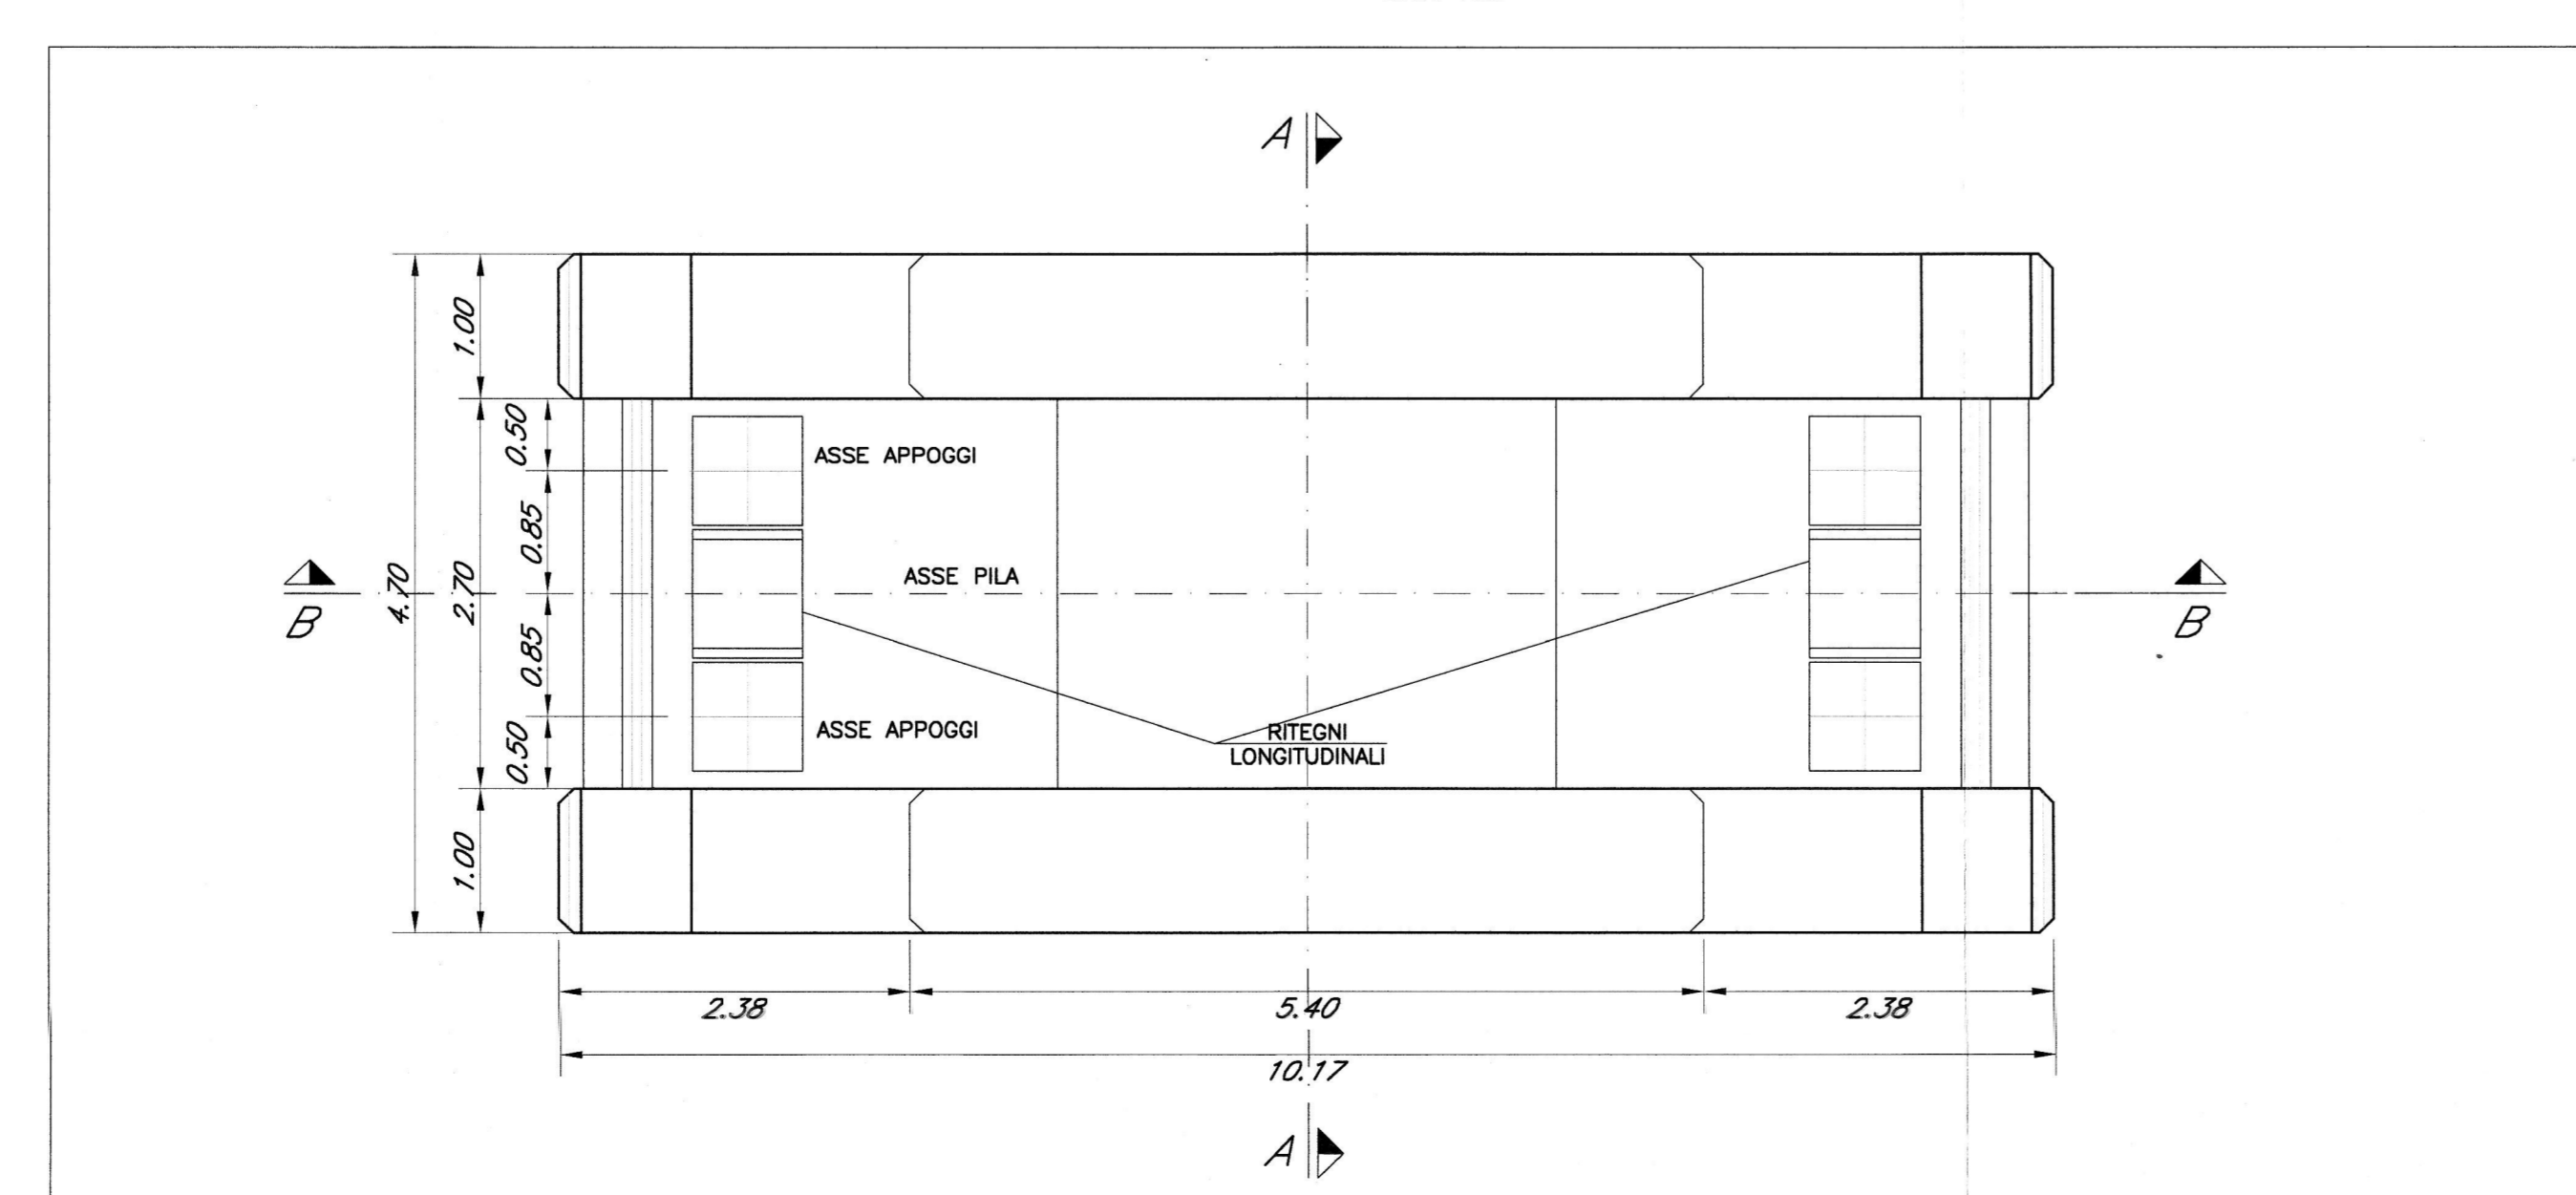 A
1.00
0.50
ASSE APPOGGI
0.85
ASSE PILA
B
4.70
2.70
B
0.85
ASSE APPOGGI
RITEGNI
LONGITUDINALI
0.50
1.00
2.38
5.40
2.38
10.17
A